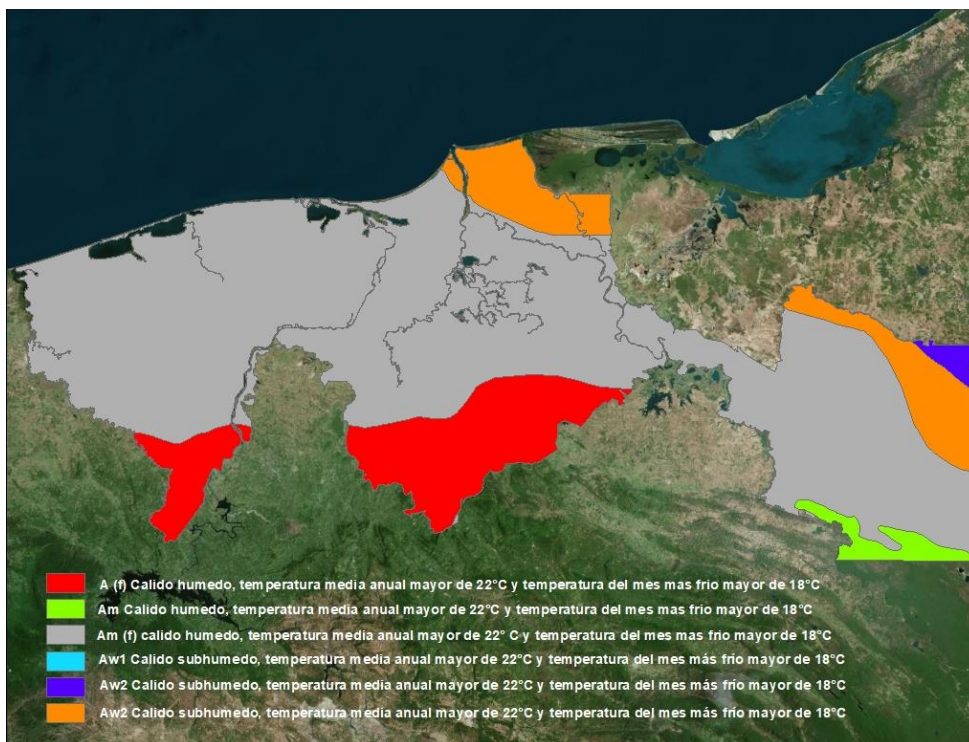 A (f) Calido humedo, temperatura media anual mayor de 22°C y temperatura del mes mas frio mayor de 18°C
Am Calido humedo, temperatura media anual mayor de 22°C y temperatura del mes mas frio mayor de 18°C
Am (f) calido humedo, temperatura media anual mayor de 22° C y temperatura del mes mas frio mayor de 18°C
Aw1 Calido subhumedo, temperatura media anual mayor de 22°C y temperatura del mes más frío mayor de 18°C
Aw2 Calido subhumedo, temperatura media anual mayor de 22°C y temperatura del mes más frío mayor de 18°C
Aw2 Calido subhumedo, temperatura media anual mayor de 22°C y temperatura del mes más frío mayor de 18°C